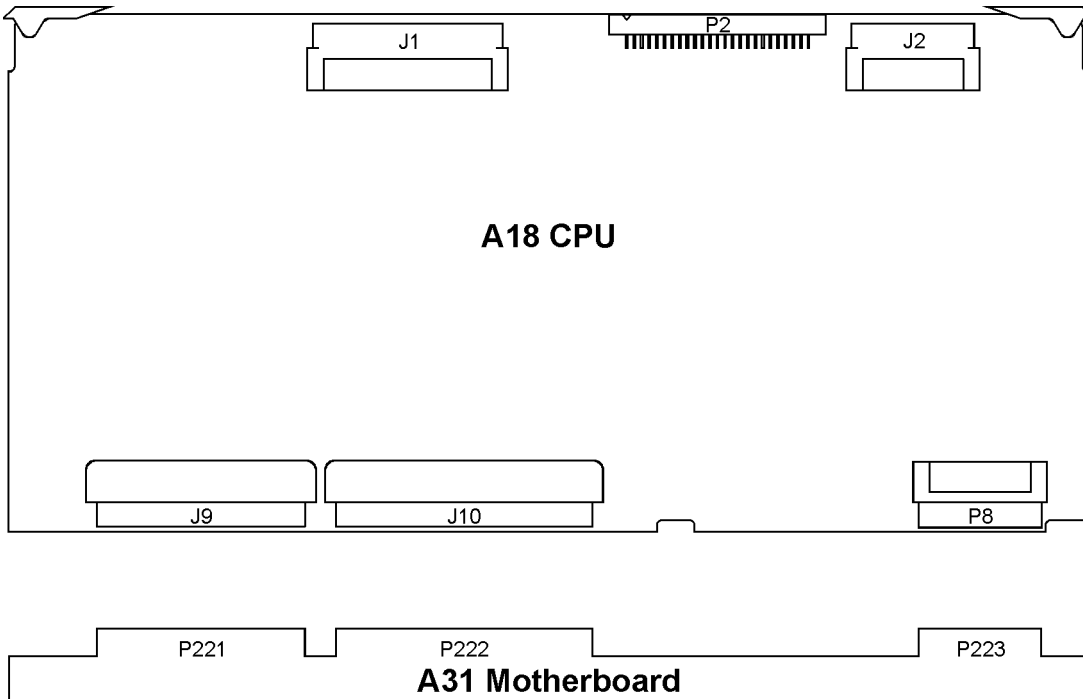 J1
P2
J2
A18 CPU
J9
J10
P8
P221
P222
P223
A31 Motherboard